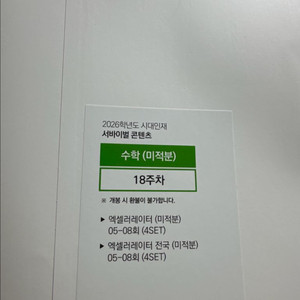 2026학년도 시대인재
서바이벌 콘텐츠
수학 (미적분)
18주차
※ 개봉 시 환불이 불가합니다.
▶ 엑셀러레이터 (미적분)
05-08회 (4SET)
▶ 엑셀러레이터 전국 (미적분)
05-08회 (4SET)